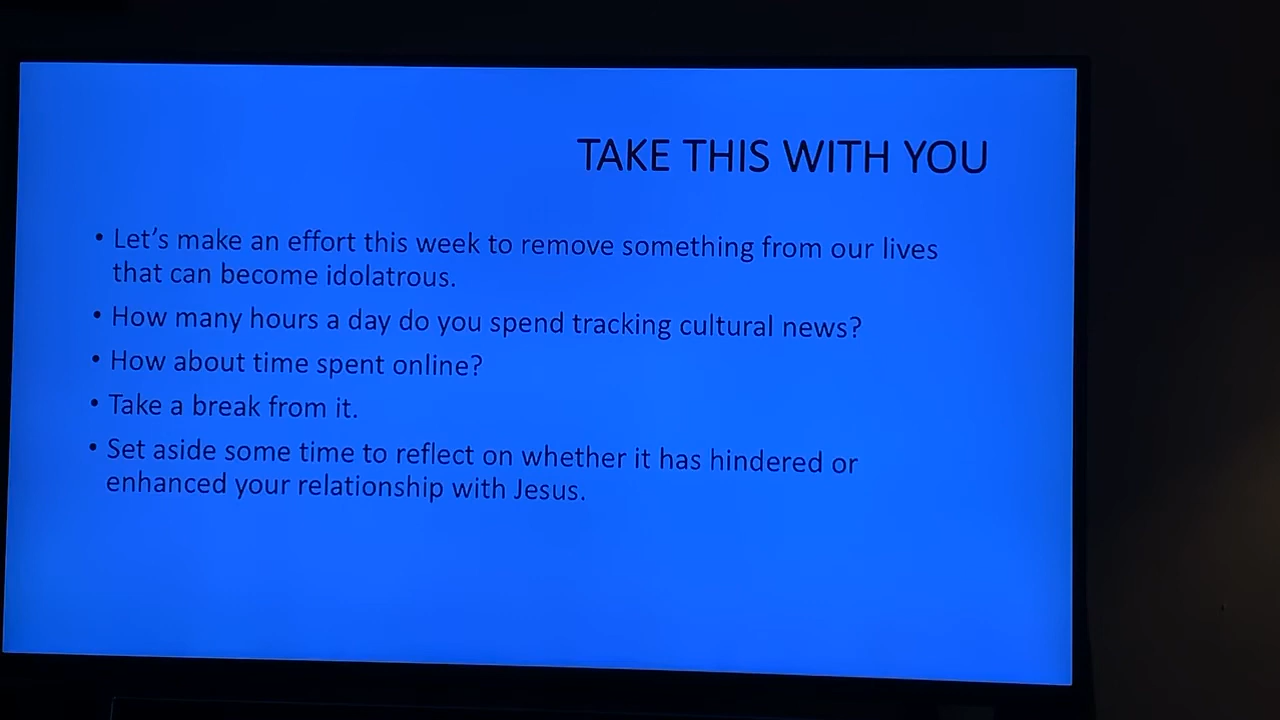 TAKE THIS WITH YOU
• Let's make an effort this week to remove something from our lives
that can become idolatrous.
• How many hours a day do you spend tracking cultural news?
• How about time spent online?
• Take a break from it.
• Set aside some time to reflect on whether it has hindered or
enhanced your relationship with Jesus.